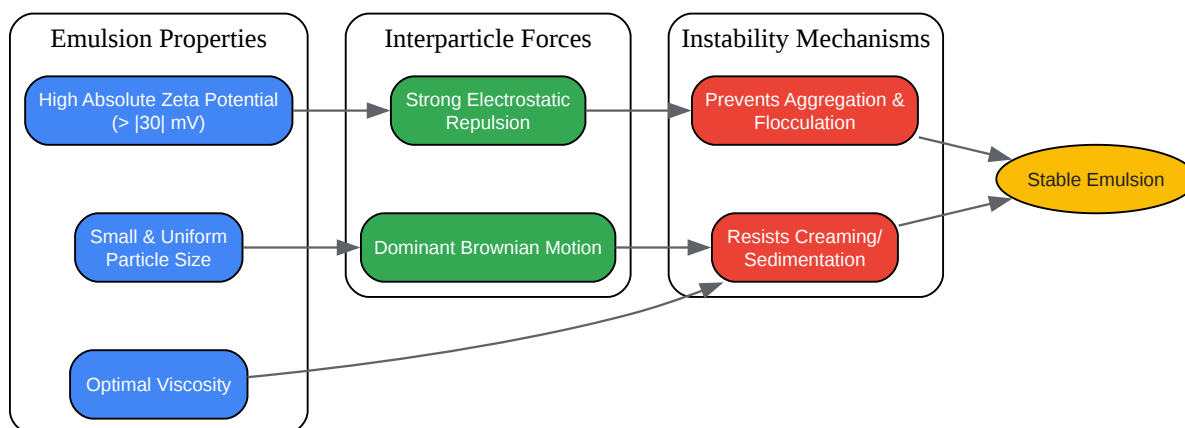 Emulsion Properties
Interparticle Forces
Instability Mechanisms
High Absolute Zeta Potential
(> |30| mV)
Strong Electrostatic
Repulsion
Prevents Aggregation &
Flocculation
Stable Emulsion
Small & Uniform
Particle Size
Dominant Brownian Motion
Resists Creaming/
Sedimentation
Optimal Viscosity